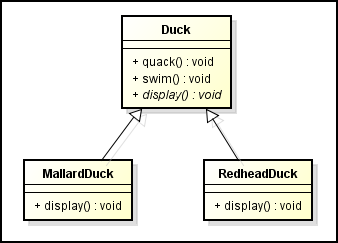 Duck
+ quack() : void
+ swim() : void
+ display() : void
MallardDuck
+ display() : void
RedheadDuck
+ display() : void